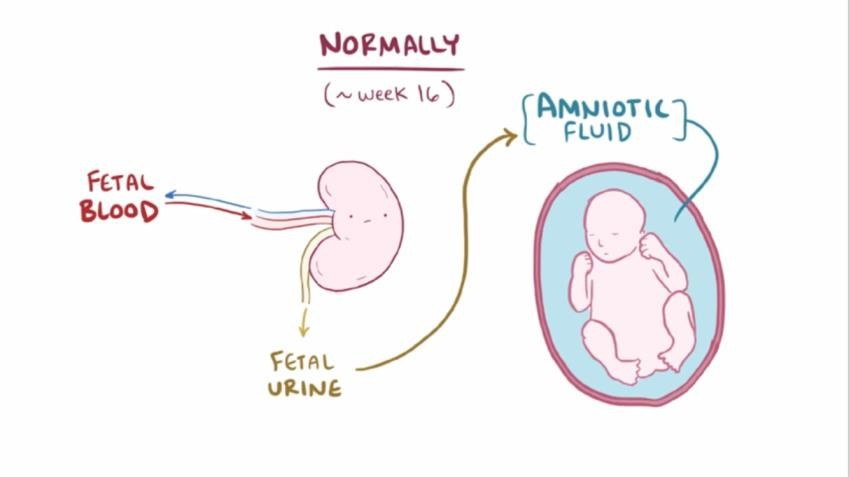 NORMALLY
(~WEEK 16)
[AMNIOTIC
FLUID]
FETAL
BLOOD
FETAL
URINE